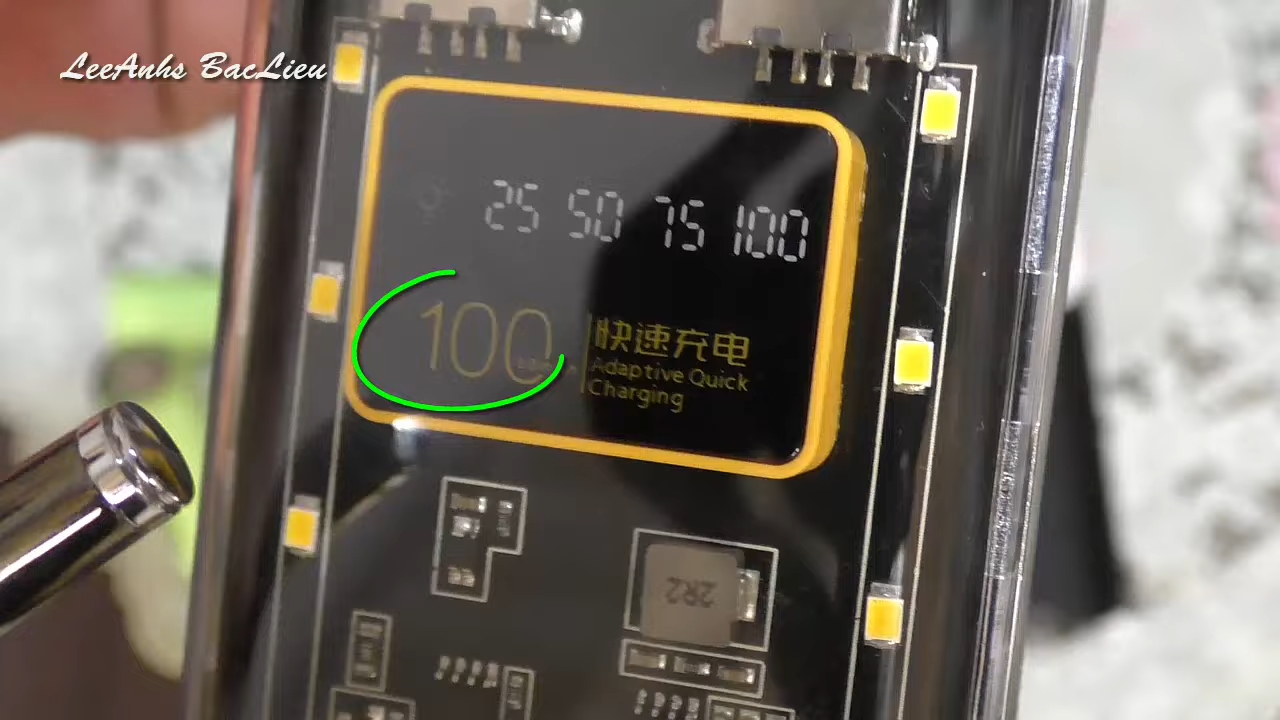 LeeAnhs BacLieu
25 50 75 100
100
快速充电
Adaptive Quick
Charging
2R2